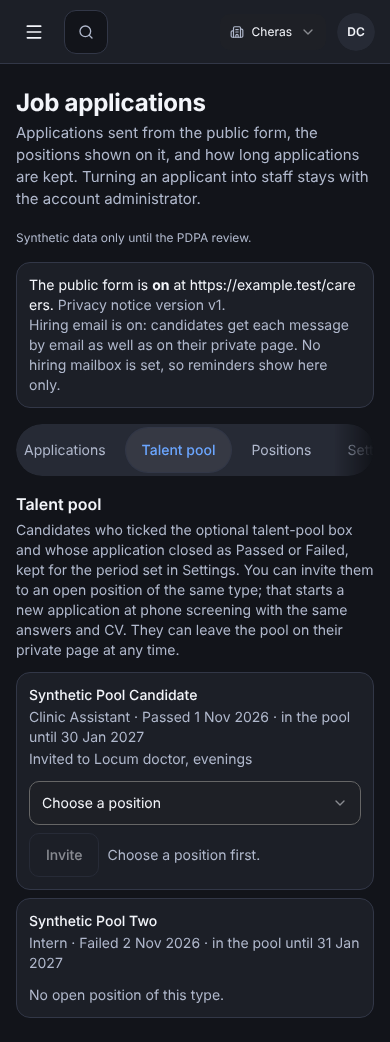 Cheras
DC
Job applications
Applications sent from the public form, the
positions shown on it, and how long applications
are kept. Turning an applicant into staff stays with
the account administrator.
Synthetic data only until the PDPA review.
The public form is on at https://example.test/care
ers. Privacy notice version v1.
Hiring email is on: candidates get each message
by email as well as on their private page. No
hiring mailbox is set, so reminders show here
only.
Applications
Talent pool
Positions
Talent pool
Candidates who ticked the optional talent-pool box
and whose application closed as Passed or Failed,
kept for the period set in Settings. You can invite them
to an open position of the same type; that starts a
new application at phone screening with the same
answers and CV. They can leave the pool on their
private page at any time.
Synthetic Pool Candidate
Clinic Assistant · Passed 1 Nov 2026 · in the pool
until 30 Jan 2027
Invited to Locum doctor, evenings
Choose a position
Invite
Choose a position first.
Synthetic Pool Two
Intern · Failed 2 Nov 2026 · in the pool until 31 Jan
2027
No open position of this type.